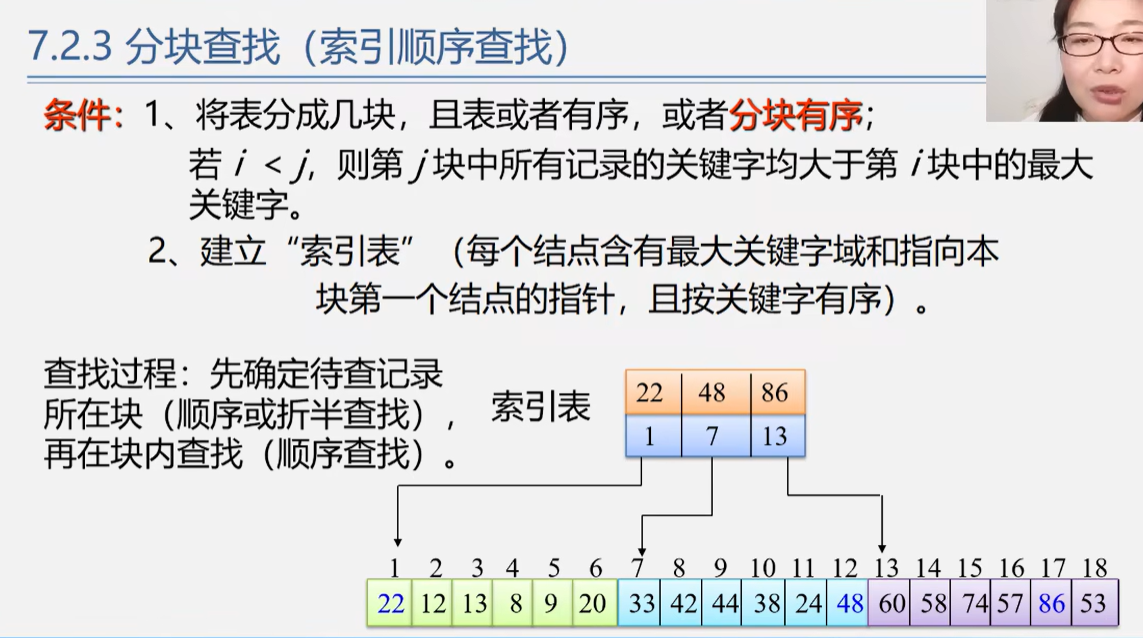 7.2.3 分块查找（索引顺序查找）
条件：1、将表分成几块，且表或者有序，或者分块有序；
若 i < j，则第 j 块中所有记录的关键字均大于第 i 块中的最大
关键字。
2、建立“索引表”（每个结点含有最大关键字域和指向本
块第一个结点的指针，且按关键字有序）。
查找过程：先确定待查记录
所在块（顺序或折半查找），
再在块内查找（顺序查找）。
索引表
22 48 86
1 7 13
1 2 3 4 5 6 7 8 9 10 11 12 13 14 15 16 17 18
22 12 13 8 9 20 33 42 44 38 24 48 60 58 74 57 86 53